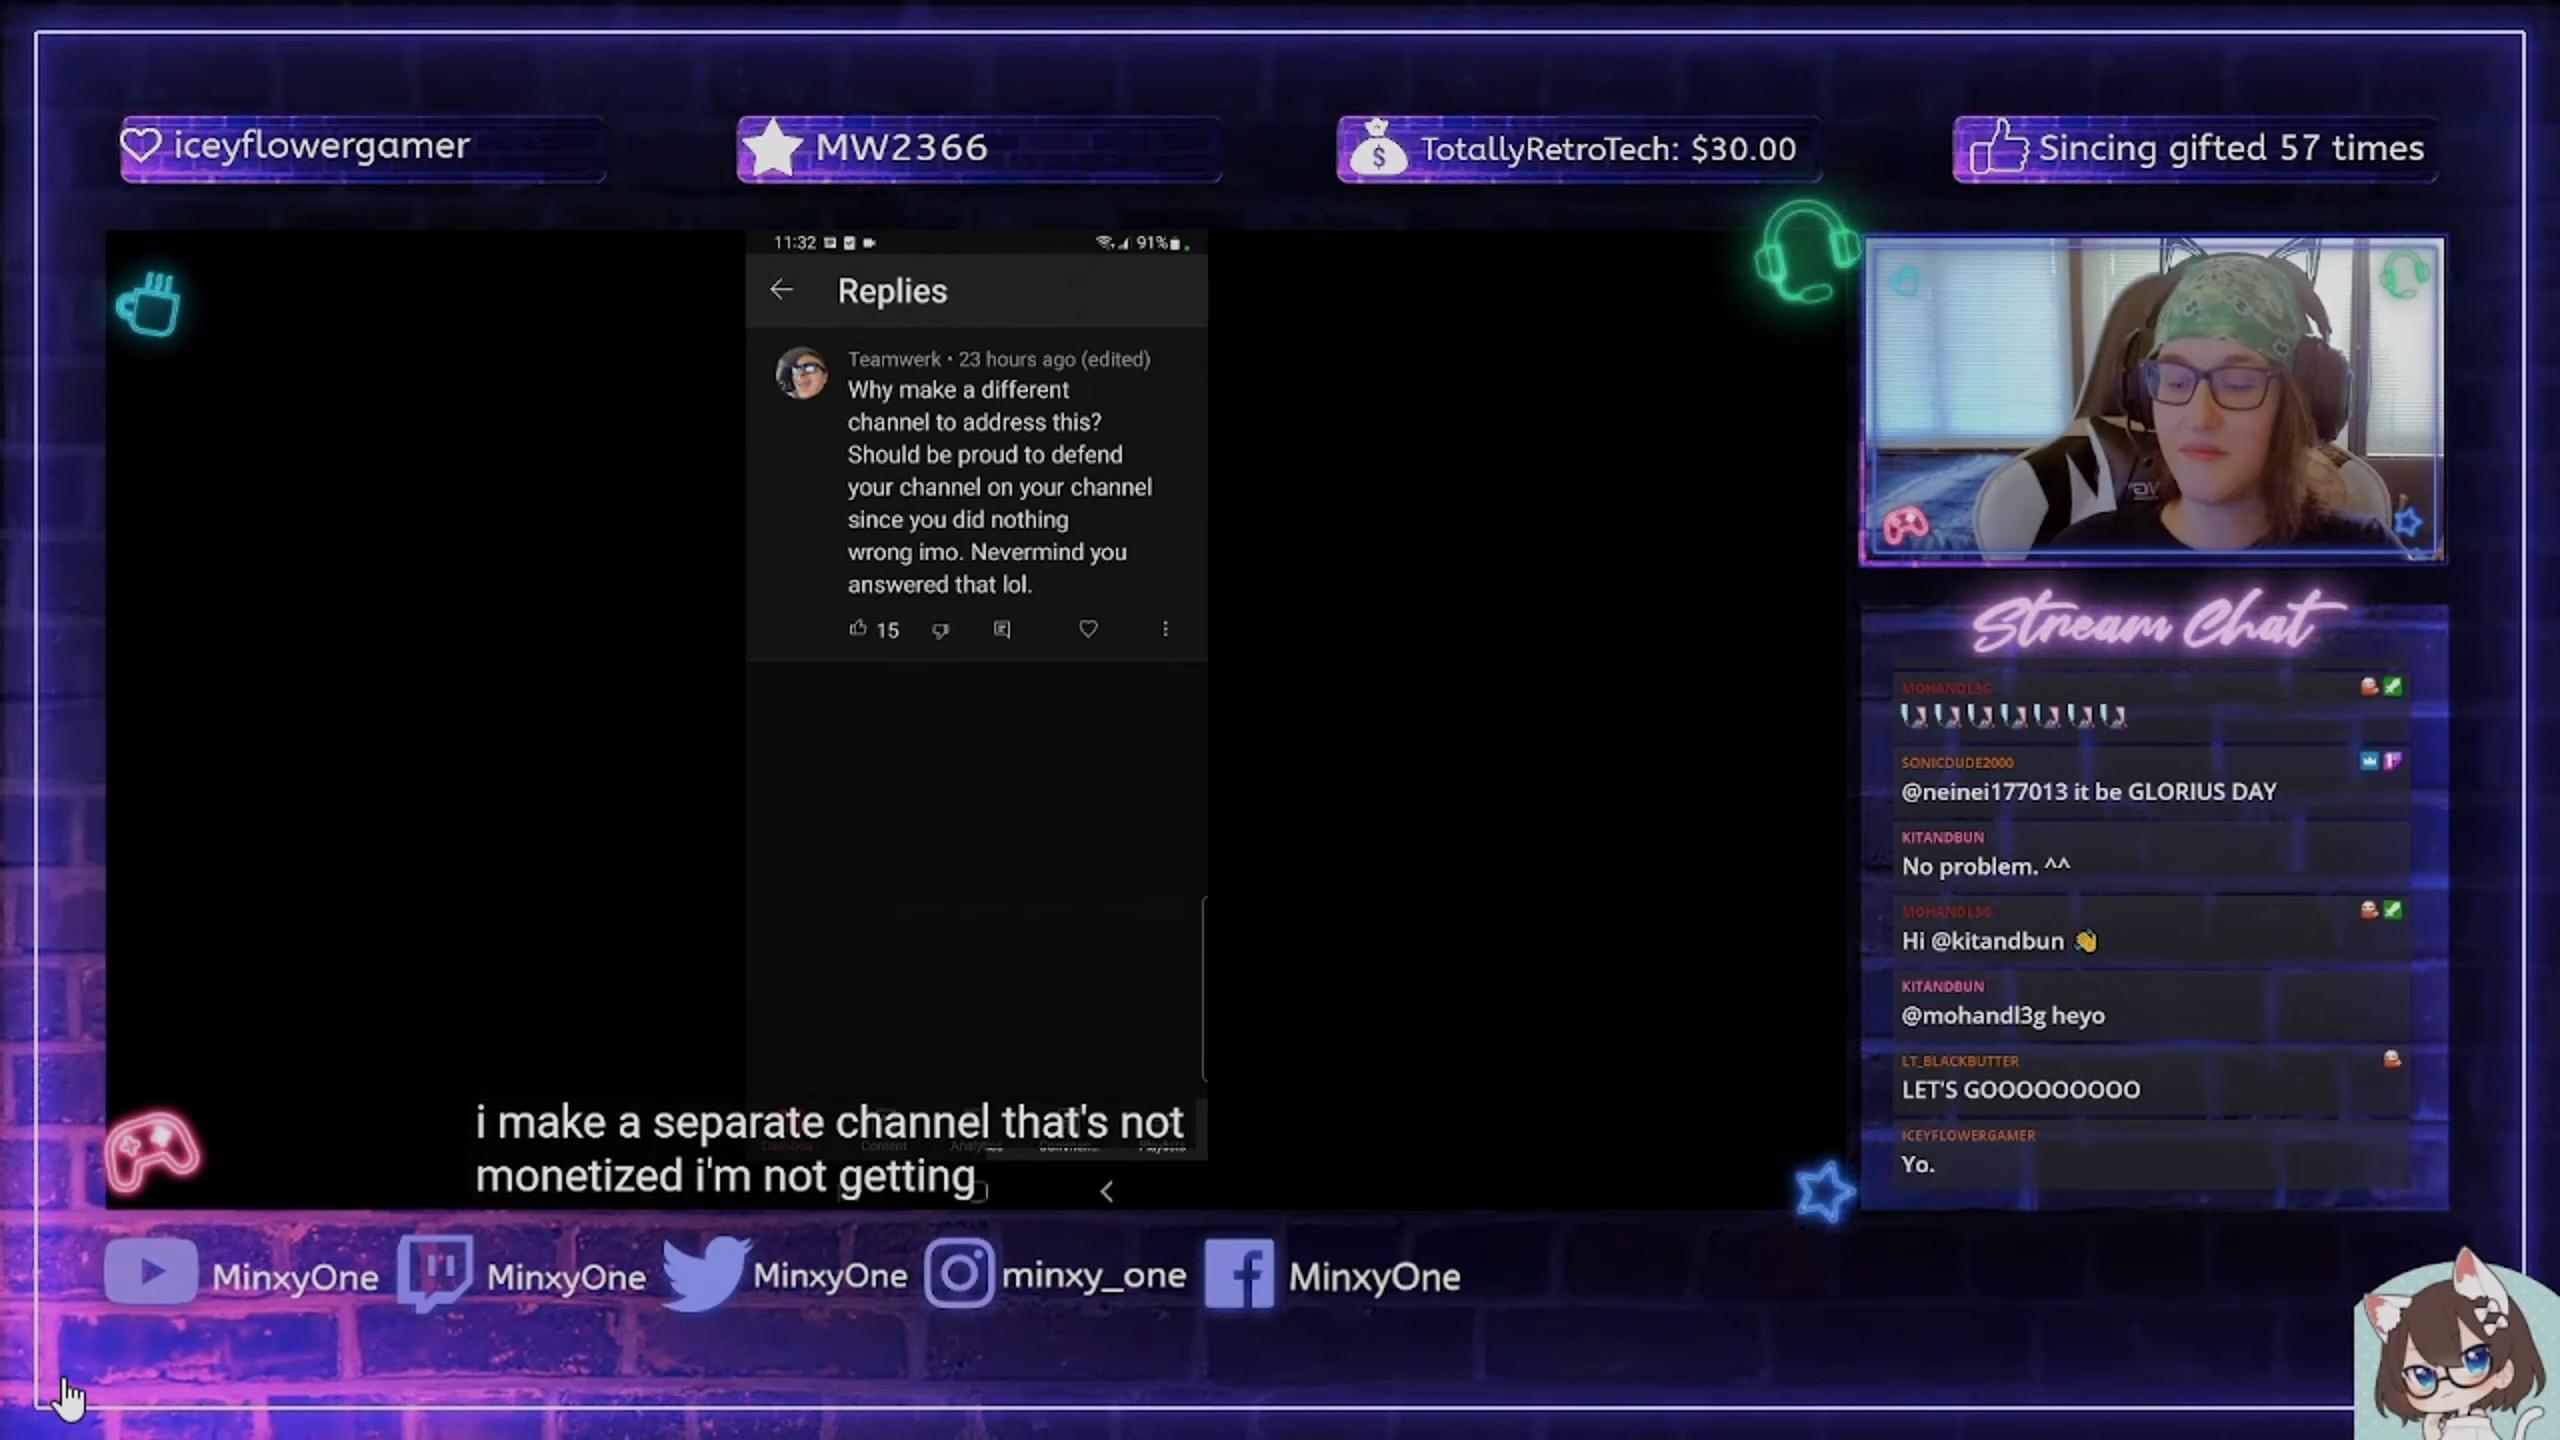 iceyflowergamer
MW2366
TotallyRetroTech: $30.00
Sincing gifted 57 times
11:32
91%
Replies
Teamwerk • 23 hours ago (edited)
Why make a different
channel to address this?
Should be proud to defend
your channel on your channel
since you did nothing
wrong imo. Nevermind you
answered that lol.
15
i make a separate channel that's not
monetized i'm not getting
Stream Chat
MOHANDL3G
SONICDUDE2000
@neinei177013 it be GLORIUS DAY
KITANDBUN
No problem. ^^
MOHANDL3G
Hi @kitandbun 👋
KITANDBUN
@mohandl3g heyo
LT_BLACKBUTTER
LET'S GOOOOOOOOO
ICEYFLOWERGAMER
Yo.
MinxyOne
MinxyOne
MinxyOne
minxy_one
MinxyOne